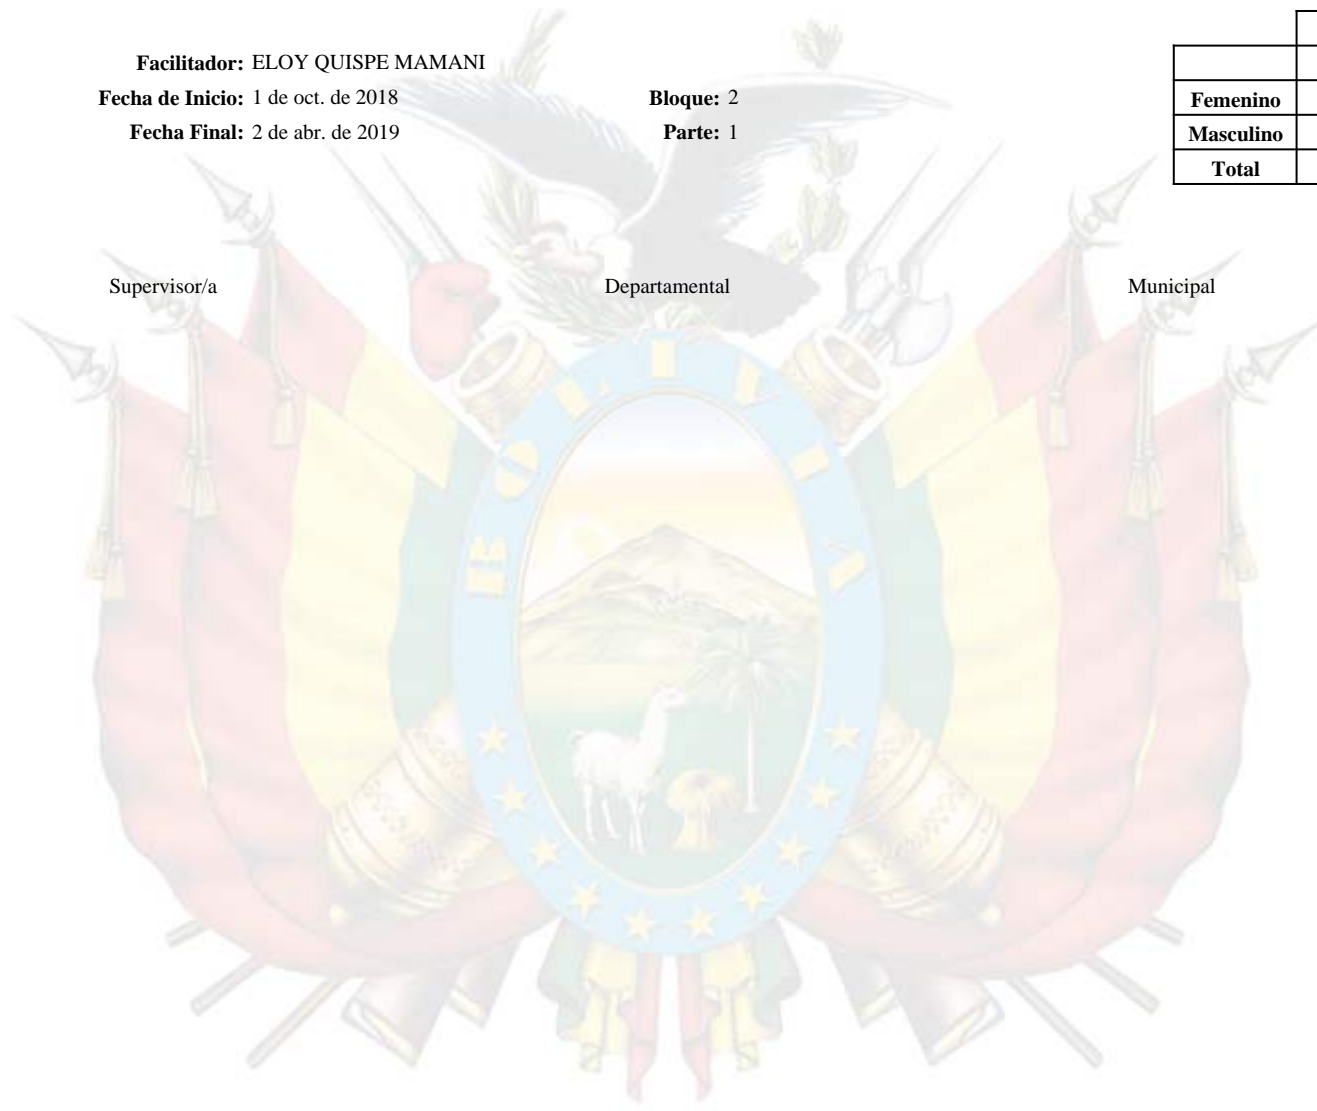 Facilitador: ELOY QUISPE MAMANI
Fecha de Inicio: 1 de oct. de 2018 Bloque: 2
Fecha Final: 2 de abr. de 2019 Parte: 1
Femenino
Masculino
Total
Supervisor/a Departamental Municipal
BOLIVIA